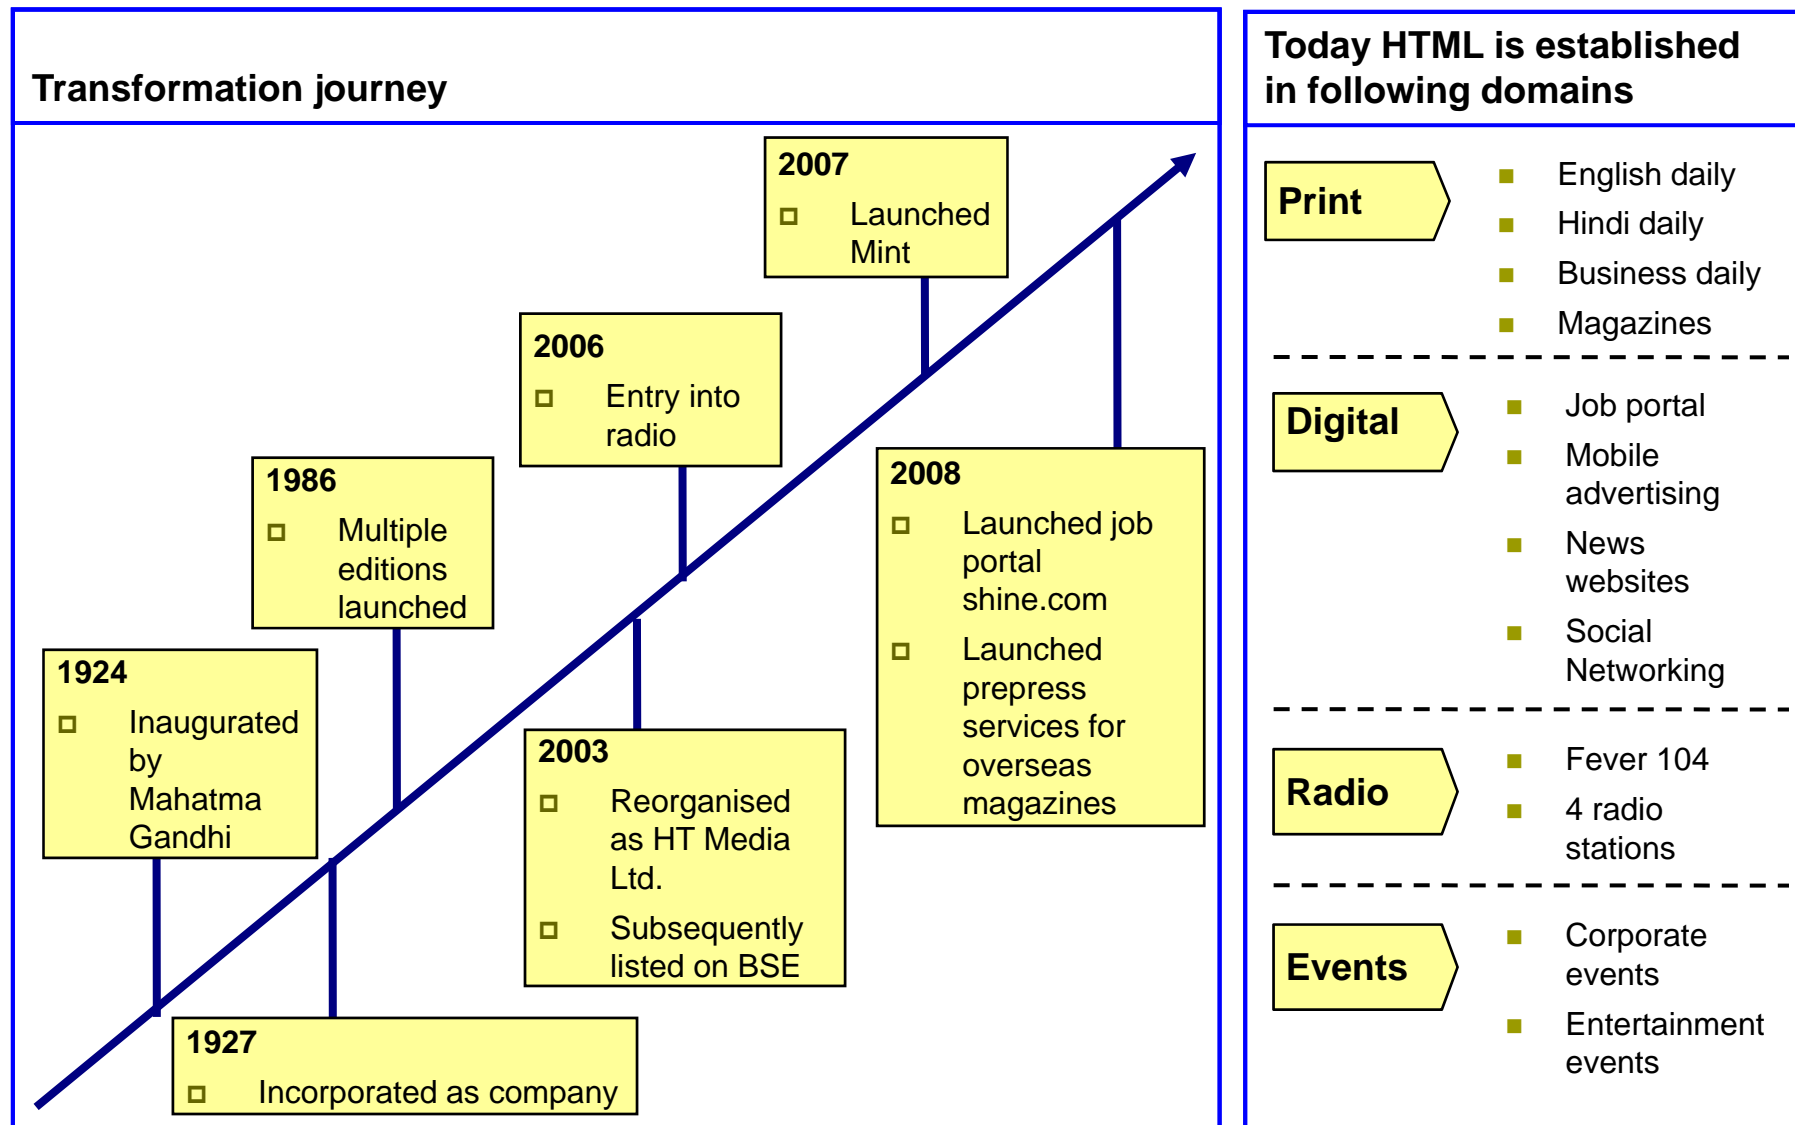 Transformation journey
2007
Launched
Mint
2006
Entry into
radio
1986
Multiple
editions
launched
1924
Inaugurated
by
Mahatma
Gandhi
1927
Incorporated as company
2003
Reorganised
as HT Media
Ltd.
Subsequently
listed on BSE
2008
Launched job
portal
shine.com
Launched
prepress
services for
overseas
magazines
Today HTML is established
in following domains
Print
English daily
Hindi daily
Business daily
Magazines
Digital
Job portal
Mobile
advertising
News
websites
Social
Networking
Radio
Fever 104
4 radio
stations
Events
Corporate
events
Entertainment
events